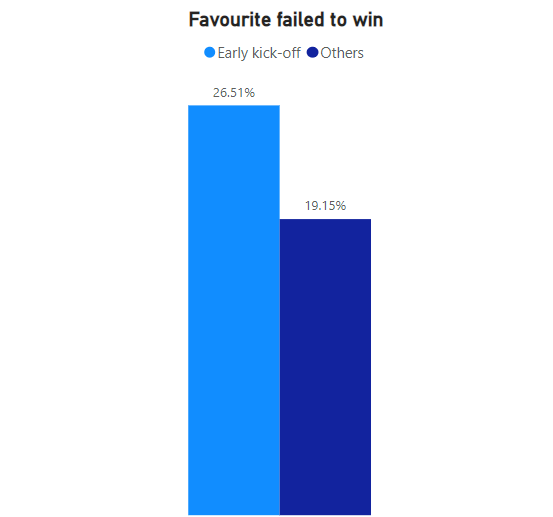 Favourite failed to win
Early kick-off Others
26.51%
19.15%